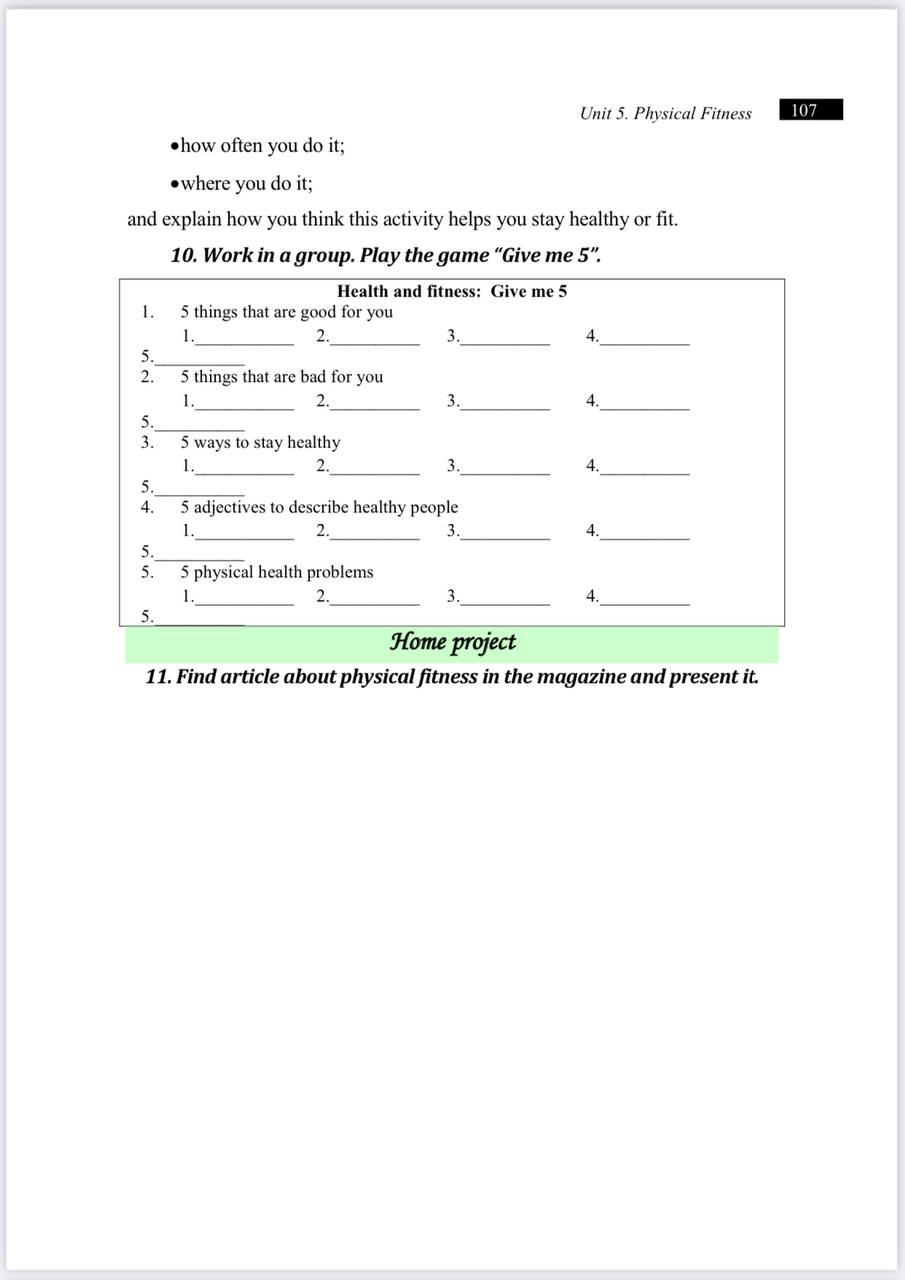 Unit 5. Physical Fitness 107
•how often you do it;
•where you do it;
and explain how you think this activity helps you stay healthy or fit.
10. Work in a group. Play the game “Give me 5”.
Health and fitness: Give me 5
1. 5 things that are good for you
1.___________ 2.__________ 3.__________ 4.__________
5.__________
2. 5 things that are bad for you
1.___________ 2.__________ 3.__________ 4.__________
5.__________
3. 5 ways to stay healthy
1.___________ 2.__________ 3.__________ 4.__________
5.__________
4. 5 adjectives to describe healthy people
1.___________ 2.__________ 3.__________ 4.__________
5.__________
5. 5 physical health problems
1.___________ 2.__________ 3.__________ 4.__________
5.__________
Home project
11. Find article about physical fitness in the magazine and present it.